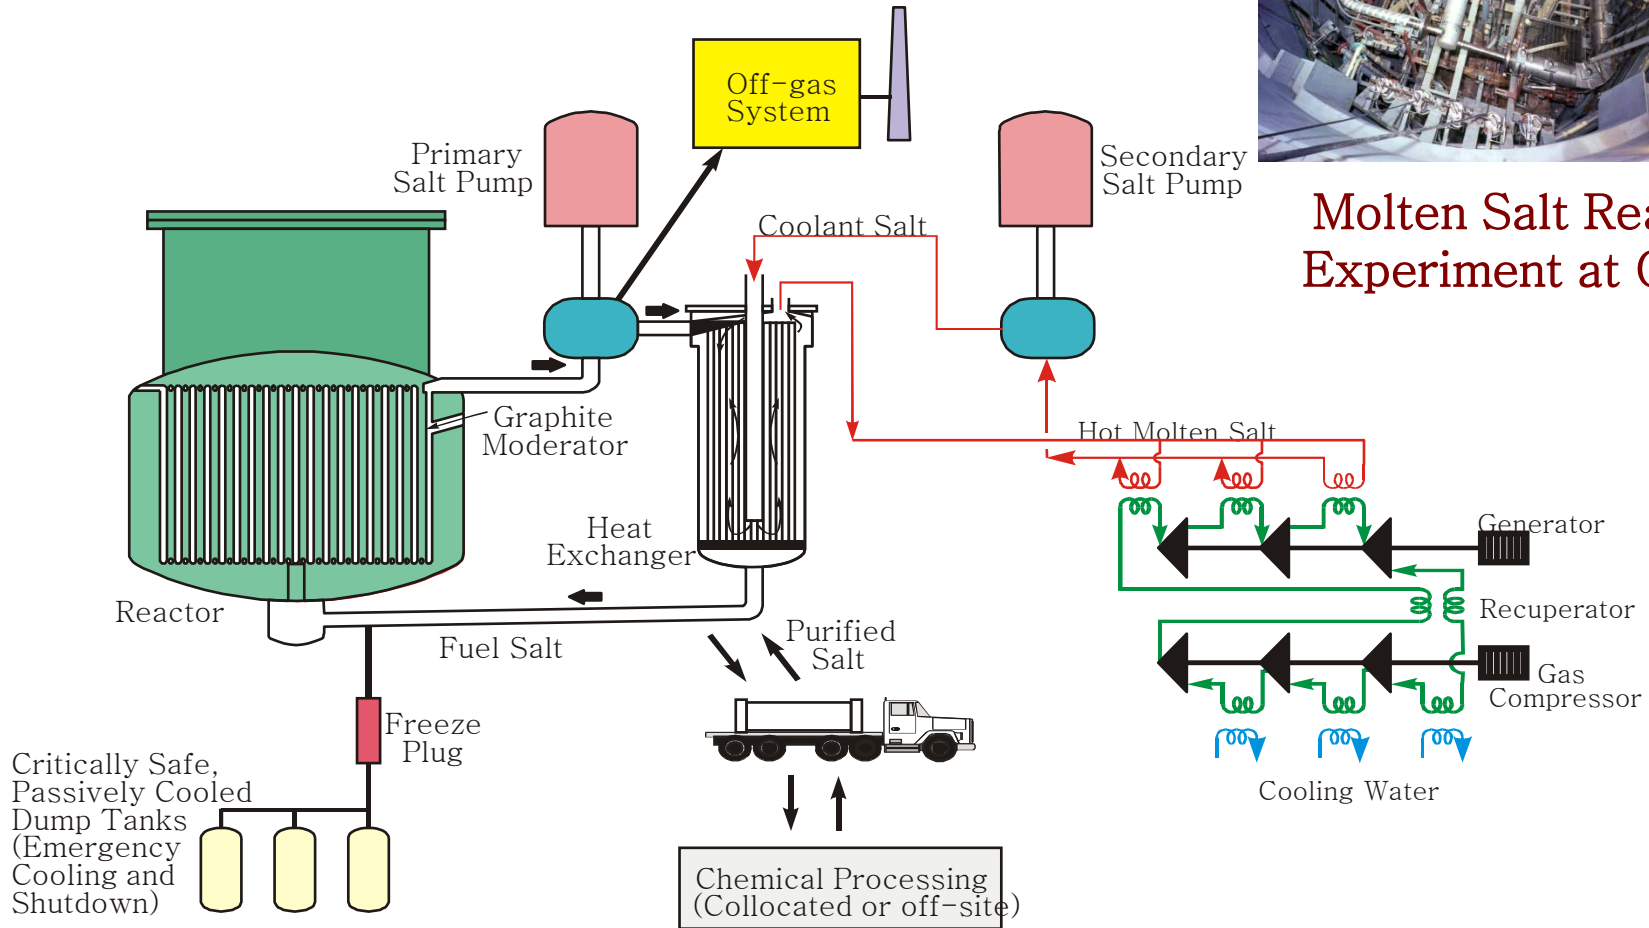 Off-gas
System
Primary
Salt Pump
Secondary
Salt Pump
Coolant Salt
Molten Salt
Experiment at
Graphite
Moderator
Hot Molten Salt
Heat
Exchanger
Generator
Reactor
Recuperator
Fuel Salt
Purified
Salt
Gas
Compressor
Freeze
Plug
Critically Safe,
Passively Cooled
Dump Tanks
(Emergency
Cooling and
Shutdown)
Cooling Water
Chemical Processing
(Collocated or off-site)